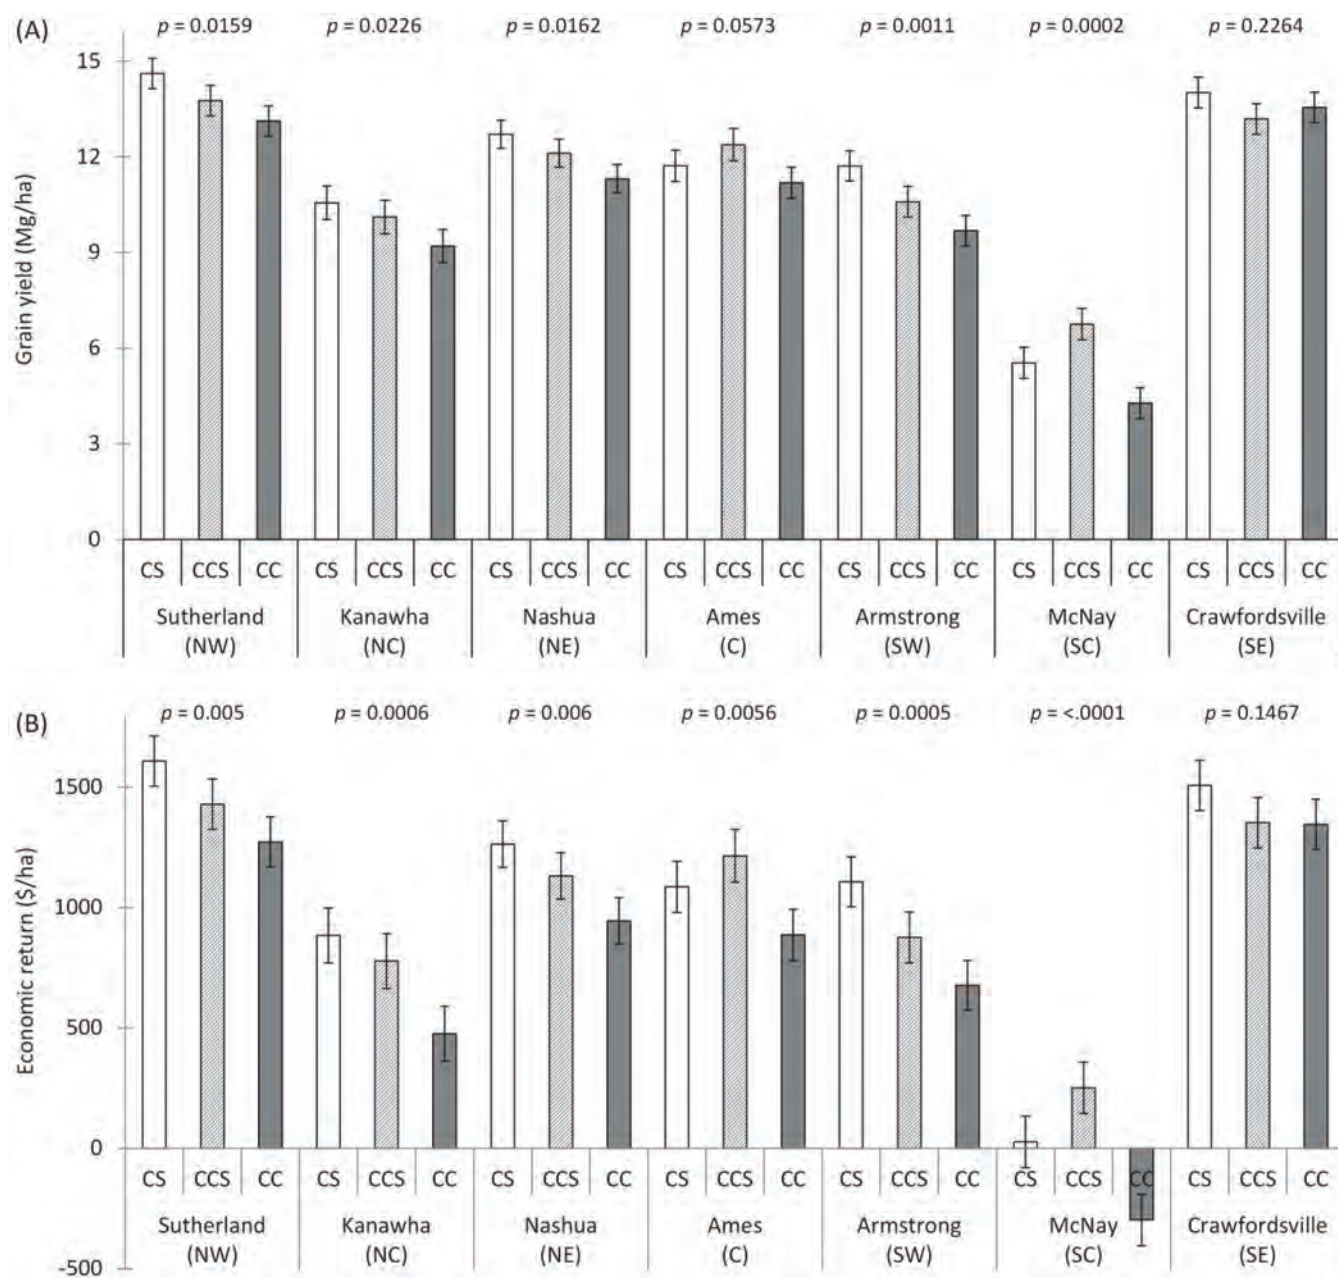 (A)
p = 0.0159 p = 0.0226 p = 0.0162 p = 0.0573 p = 0.0011 p = 0.0002 p = 0.2264
Grain yield (Mg/ha)
15
12
9
6
3
0
CS CCS CC CS CCS CC CS CCS CC CS CCS CC CS CCS CC CS CCS CC CS CCS CC
Sutherland Kanawha Nashua Ames Armstrong McNay Crawfordsville
(NW) (NC) (NE) (C) (SW) (SC) (SE)
(B)
p = 0.005 p = 0.0006 p = 0.006 p = 0.0056 p = 0.0005 p = <.0001 p = 0.1467
Economic return ($/ha)
1500
1000
500
0
CS CCS CC CS CCS CC CS CCS CC CS CCS CC CS CCS CC CS CCS CC CS CCS CC
Sutherland Kanawha Nashua Ames Armstrong McNay Crawfordsville
(NW) (NC) (NE) (C) (SW) (SC) (SE)
-500